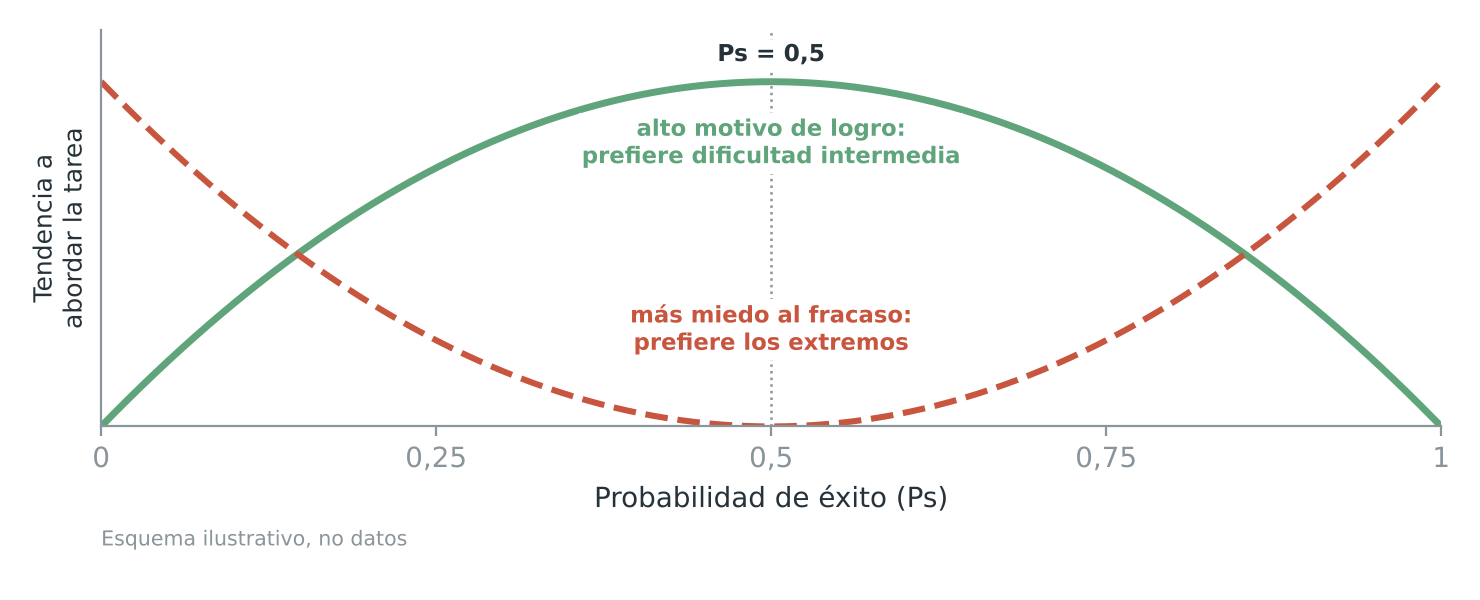 Ps = 0,5
alto motivo de logro:
prefiere dificultad intermedia
Tendencia a
abordar la tarea
más miedo al fracaso:
prefiere los extremos
0
0,25
0,5
0,75
1
Probabilidad de éxito (Ps)
Esquema ilustrativo, no datos